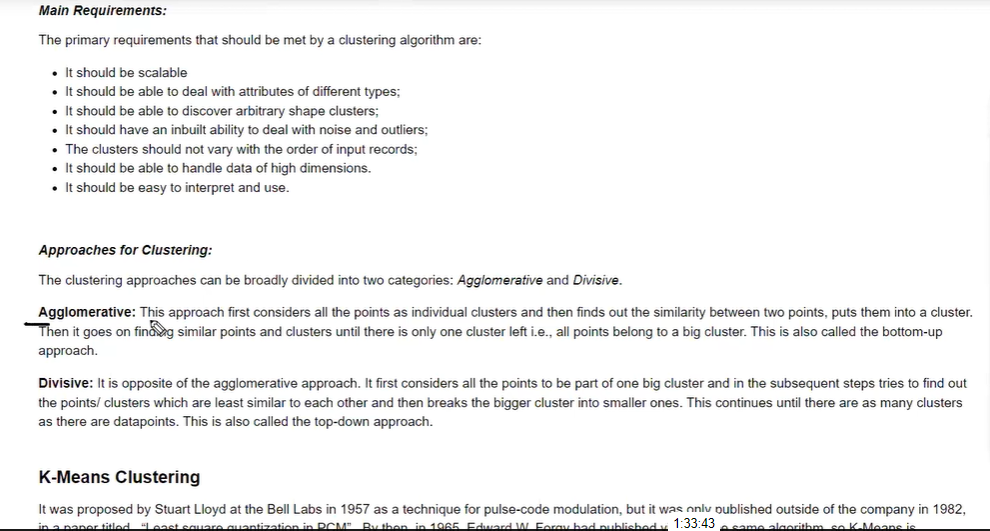 Main Requirements:
The primary requirements that should be met by a clustering algorithm are:
• It should be scalable
• It should be able to deal with attributes of different types;
• It should be able to discover arbitrary shape clusters;
• It should have an inbuilt ability to deal with noise and outliers;
• The clusters should not vary with the order of input records;
• It should be able to handle data of high dimensions.
• It should be easy to interpret and use.
Approaches for Clustering:
The clustering approaches can be broadly divided into two categories: Agglomerative and Divisive.
Agglomerative: This approach first considers all the points as individual clusters and then finds out the similarity between two points, puts them into a cluster.
Then it goes on finding similar points and clusters until there is only one cluster left i.e., all points belong to a big cluster. This is also called the bottom-up
approach.
Divisive: It is opposite of the agglomerative approach. It first considers all the points to be part of one big cluster and in the subsequent steps tries to find out
the points/ clusters which are least similar to each other and then breaks the bigger cluster into smaller ones. This continues until there are as many clusters
as there are datapoints. This is also called the top-down approach.
K-Means Clustering
It was proposed by Stuart Lloyd at the Bell Labs in 1957 as a technique for pulse-code modulation, but it was only published outside of the company in 1982,
in a paper titled "Least square quantization in PCM". By then, in 1965, Edward W. Forgy had published same algorithm, so K-Means is
1:33:43